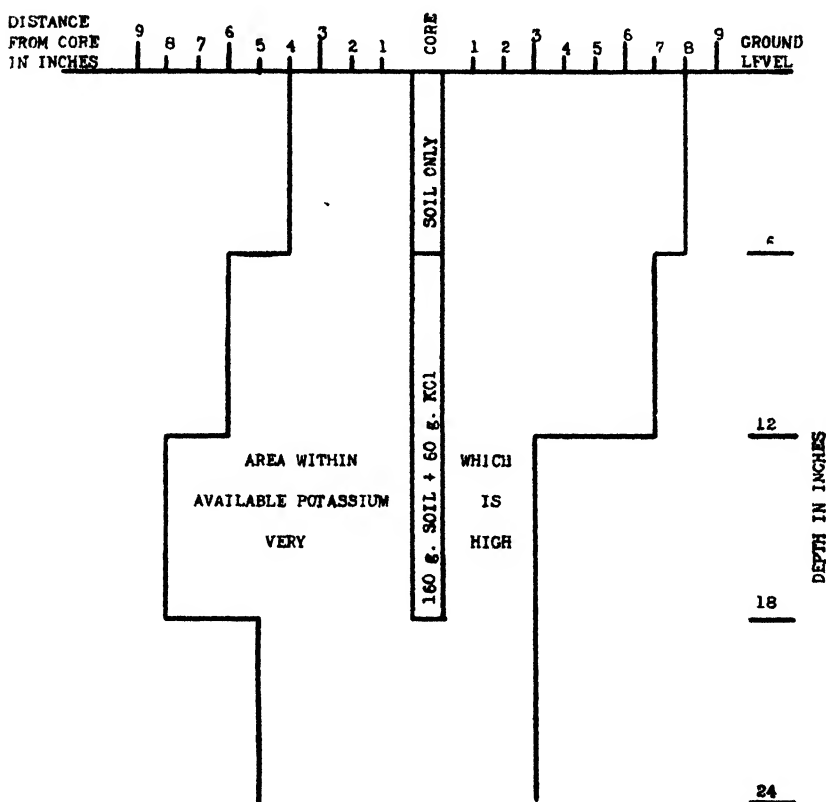 DISTANCE
FROM CORE
IN INCHES
9 8 7 6 5 4 3 2 1 CORE 1 2 3 4 5 6 7 8 9
GROUND
LFVEL
SOIL ONLY
6
160 g. SOIL + 60 g. KCl
12
AREA WITHIN WHICH
AVAILABLE POTASSIUM IS
VERY HIGH
DEPTH IN INCHES
18
24